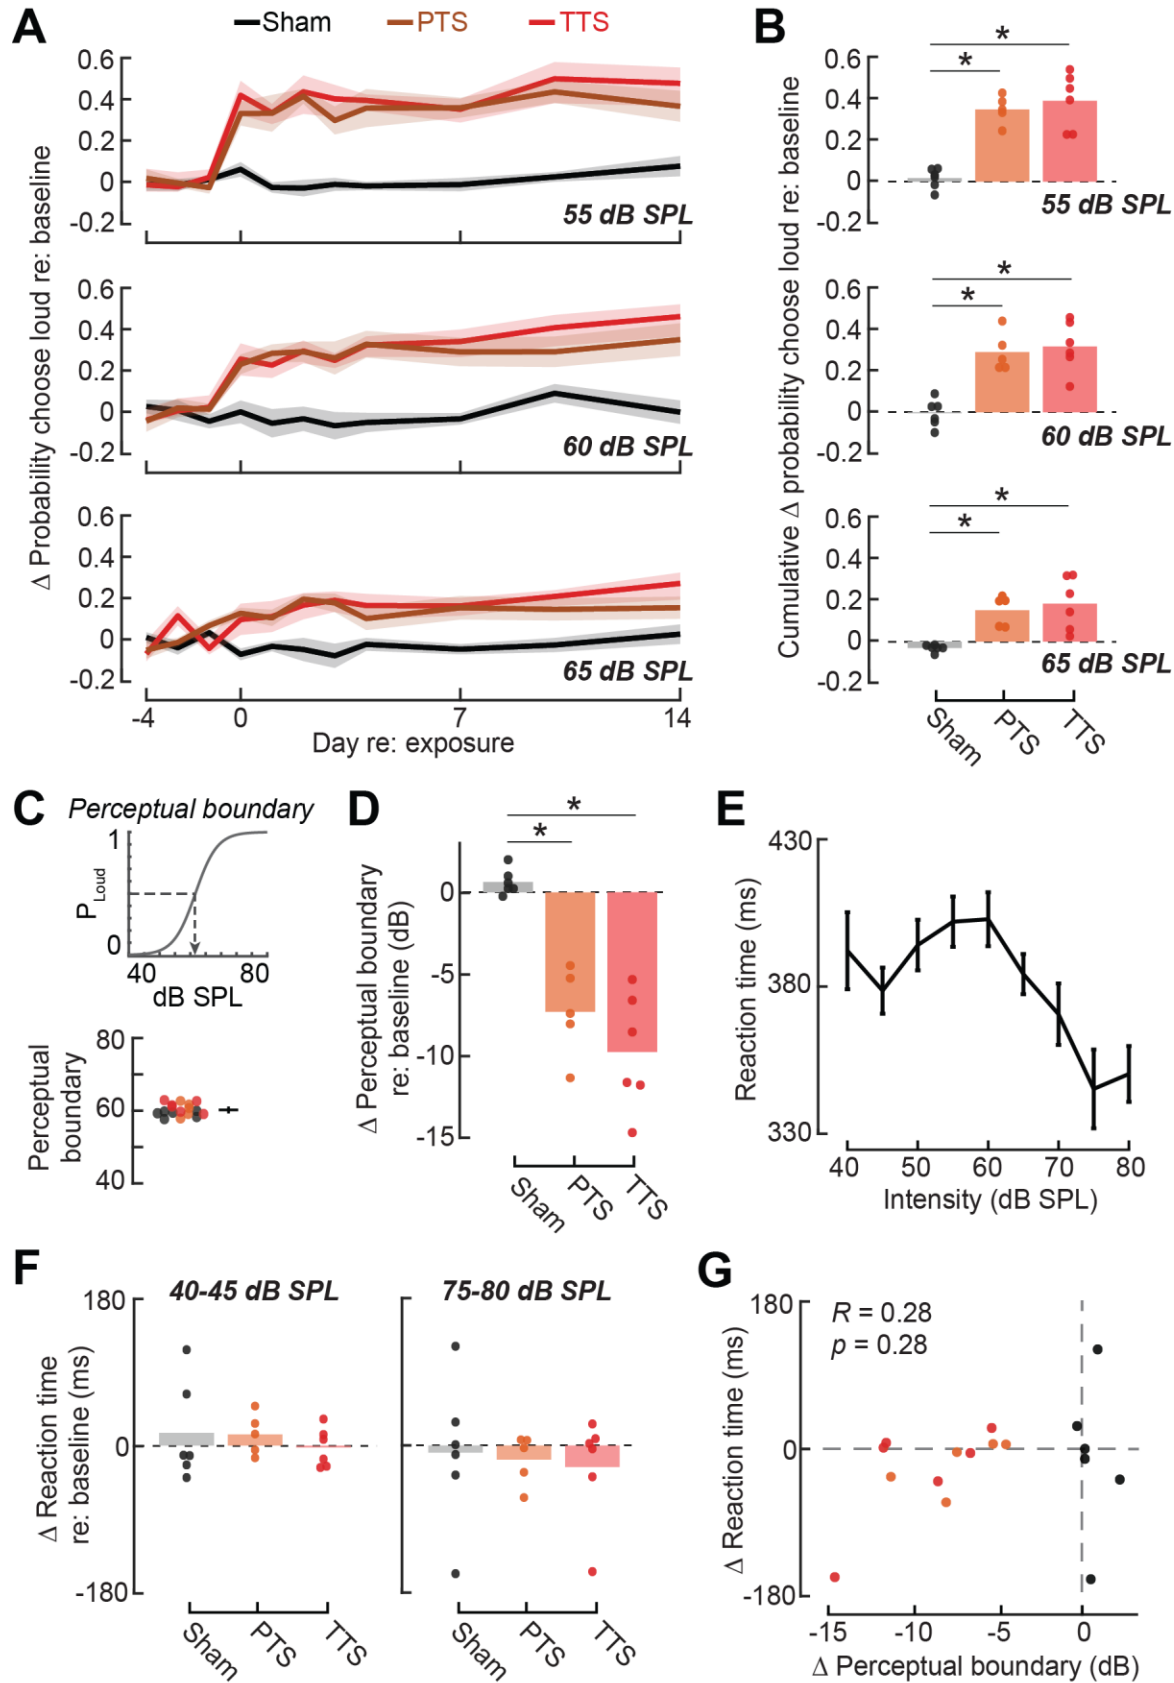 A
Sham PTS TTS
Δ Probability choose loud re: baseline
0.6
0.4
0.2
0
-0.2
55 dB SPL
0.6
0.4
0.2
0
-0.2
60 dB SPL
0.6
0.4
0.2
0
-0.2
65 dB SPL
-4 0 7 14
Day re: exposure
B
Cumulative Δ probability choose loud re: baseline
* 
*
0.6
0.4
0.2
0
-0.2
55 dB SPL
*
*
0.6
0.4
0.2
0
-0.2
60 dB SPL
*
*
0.6
0.4
0.2
0
-0.2
65 dB SPL
Sham PTS TTS
C
Perceptual boundary
PLoud
1
0
40 80
dB SPL
Perceptual
boundary
80
60
40
D
*
*
Δ Perceptual boundary
re: baseline (dB)
0
-5
-10
-15
Sham PTS TTS
E
Reaction time (ms)
430
380
330
40 50 60 70 80
Intensity (dB SPL)
F
Δ Reaction time
re: baseline (ms)
180
0
-180
40-45 dB SPL
Sham PTS TTS
75-80 dB SPL
Sham PTS TTS
G
Δ Reaction time (ms)
180
0
-180
R = 0.28
p = 0.28
-15 -10 -5 0
Δ Perceptual boundary (dB)